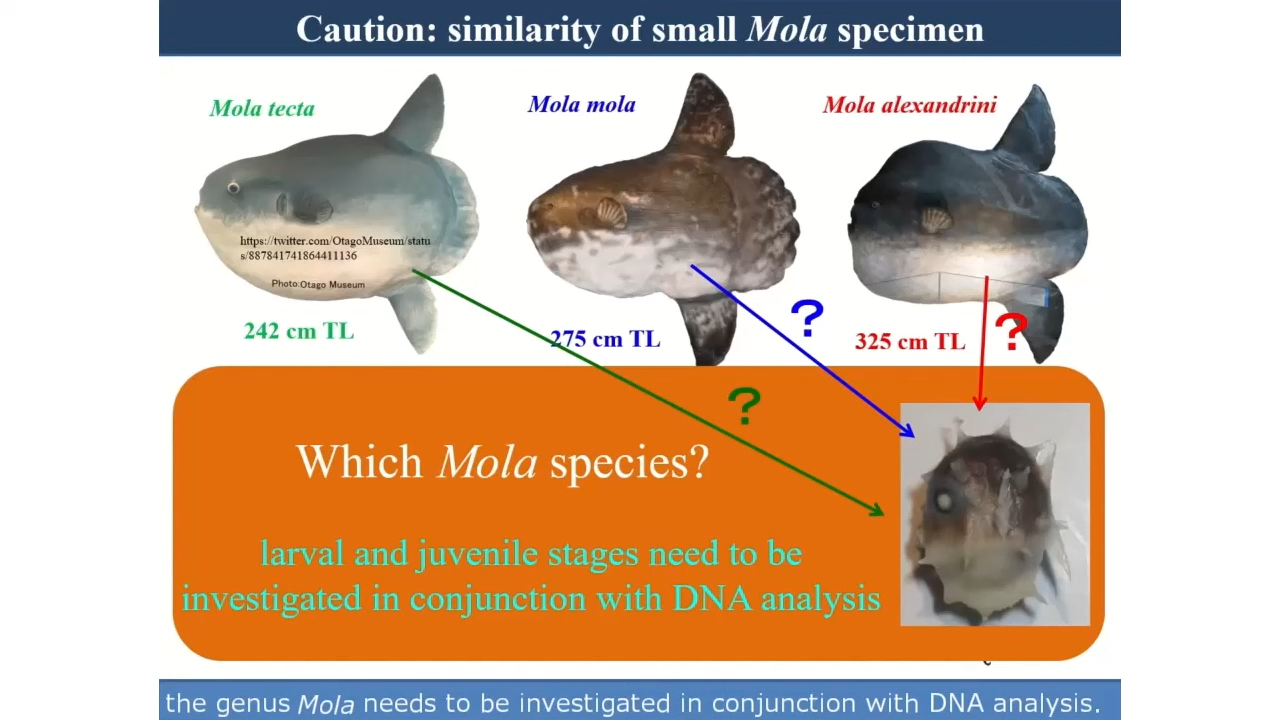 Caution: similarity of small Mola specimen
Mola tecta
Mola mola
Mola alexandrini
https://twitter.com/OtagoMuseum/statu
s/887841741864411136
Photo:Otago Museum
242 cm TL
275 cm TL
325 cm TL
?
?
?
Which Mola species?
larval and juvenile stages need to be
investigated in conjunction with DNA analysis
the genus Mola needs to be investigated in conjunction with DNA analysis.